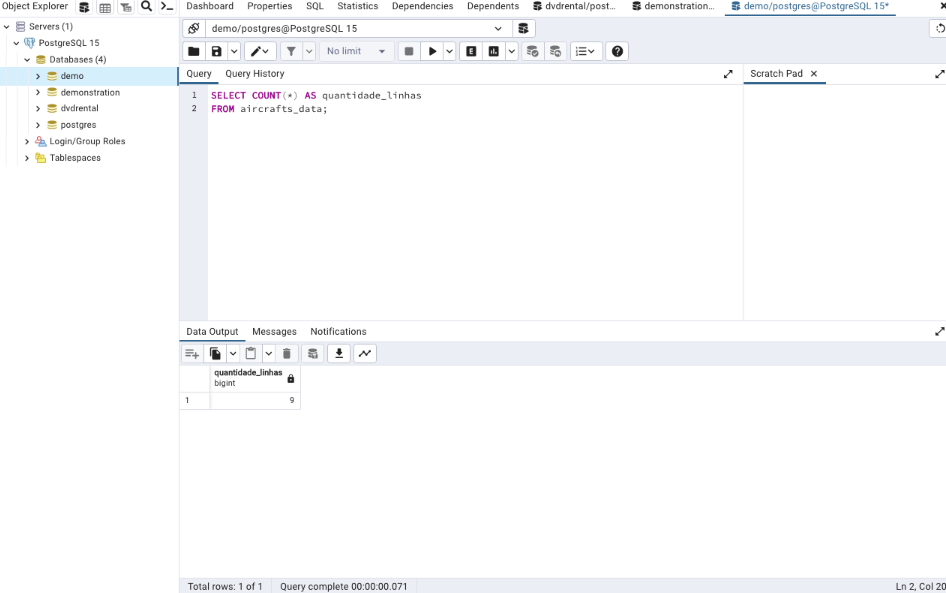 Object Explorer
Dashboard Properties SQL Statistics Dependencies Dependents dvdrental/post... demonstration... demo/postgres@PostgreSQL 15*
Servers (1)
PostgreSQL 15
Databases (4)
demo
demonstration
dvdrental
postgres
Login/Group Roles
Tablespaces
demo/postgres@PostgreSQL 15
No limit
Query Query History
Scratch Pad
1 SELECT COUNT(*) AS quantidade_linhas
2 FROM aircrafts_data;
Data Output Messages Notifications
quantidade_linhas
bigint
1 9
Total rows: 1 of 1 Query complete 00:00:00.071 Ln 2, Col 20